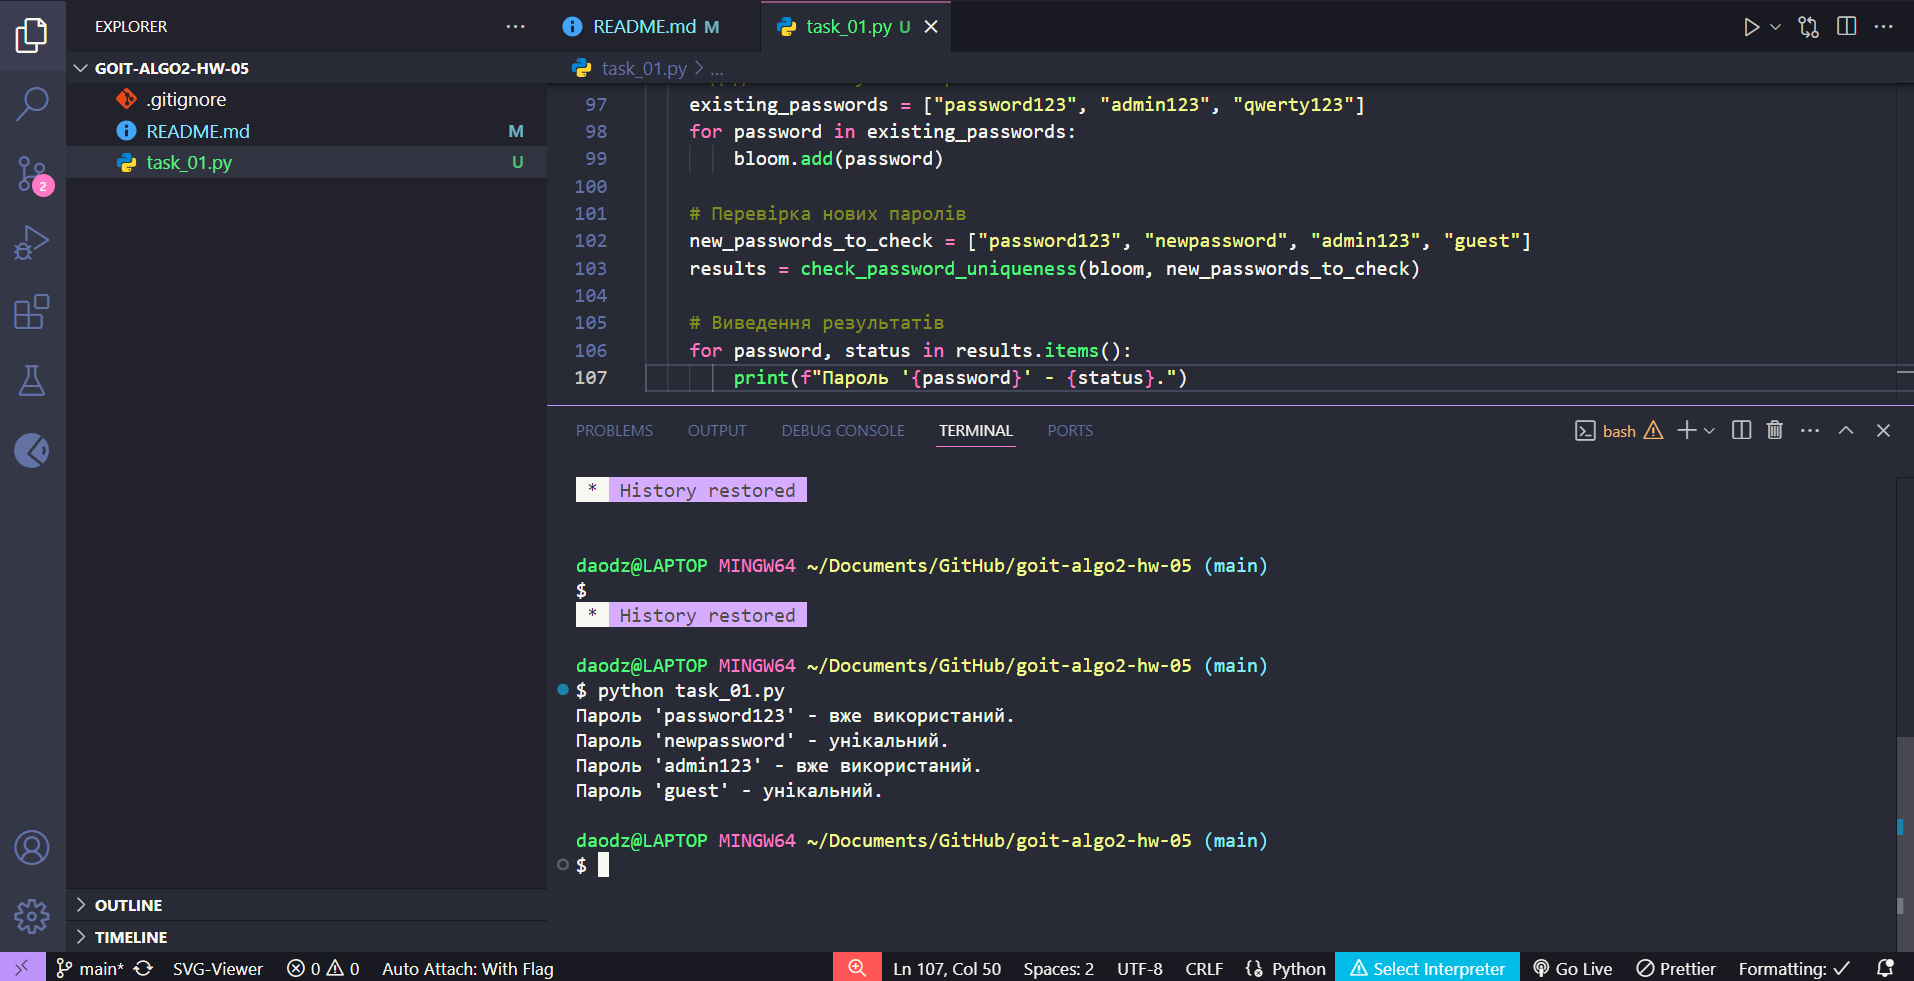 EXPLORER
GOIT-ALGO2-HW-05
.gitignore
README.md M
task_01.py U
OUTLINE
TIMELINE
README.md M
task_01.py U
task_01.py > ...
97 existing_passwords = ["password123", "admin123", "qwerty123"]
98 for password in existing_passwords:
99 bloom.add(password)
100
101 # Перевірка нових паролів
102 new_passwords_to_check = ["password123", "newpassword", "admin123", "guest"]
103 results = check_password_uniqueness(bloom, new_passwords_to_check)
104
105 # Виведення результатів
106 for password, status in results.items():
107 print(f"Пароль '{password}' - {status}.")
PROBLEMS OUTPUT DEBUG CONSOLE TERMINAL PORTS
bash
* History restored
daodz@LAPTOP MINGW64 ~/Documents/GitHub/goit-algo2-hw-05 (main)
$
* History restored
daodz@LAPTOP MINGW64 ~/Documents/GitHub/goit-algo2-hw-05 (main)
$ python task_01.py
Пароль 'password123' - вже використаний.
Пароль 'newpassword' - унікальний.
Пароль 'admin123' - вже використаний.
Пароль 'guest' - унікальний.
daodz@LAPTOP MINGW64 ~/Documents/GitHub/goit-algo2-hw-05 (main)
$
2
main* SVG-Viewer 0 0 Auto Attach: With Flag Ln 107, Col 50 Spaces: 2 UTF-8 CRLF Python Select Interpreter Go Live Prettier Formatting: ✓